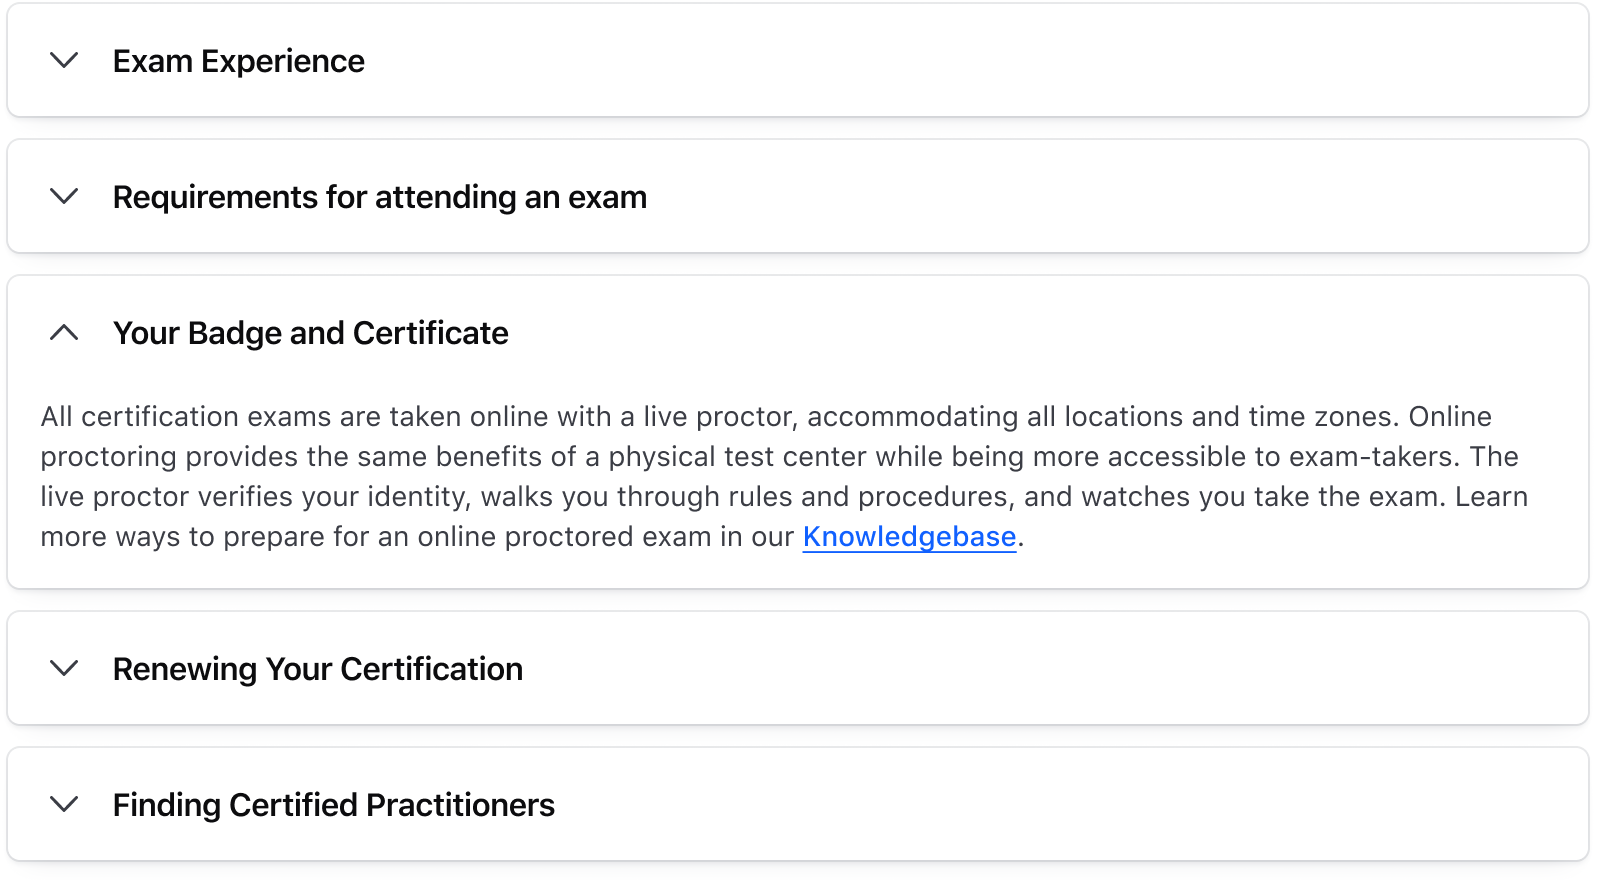 Exam Experience
Requirements for attending an exam
Your Badge and Certificate
All certification exams are taken online with a live proctor, accommodating all locations and time zones. Online
proctoring provides the same benefits of a physical test center while being more accessible to exam-takers. The
live proctor verifies your identity, walks you through rules and procedures, and watches you take the exam. Learn
more ways to prepare for an online proctored exam in our Knowledgebase.
Renewing Your Certification
Finding Certified Practitioners